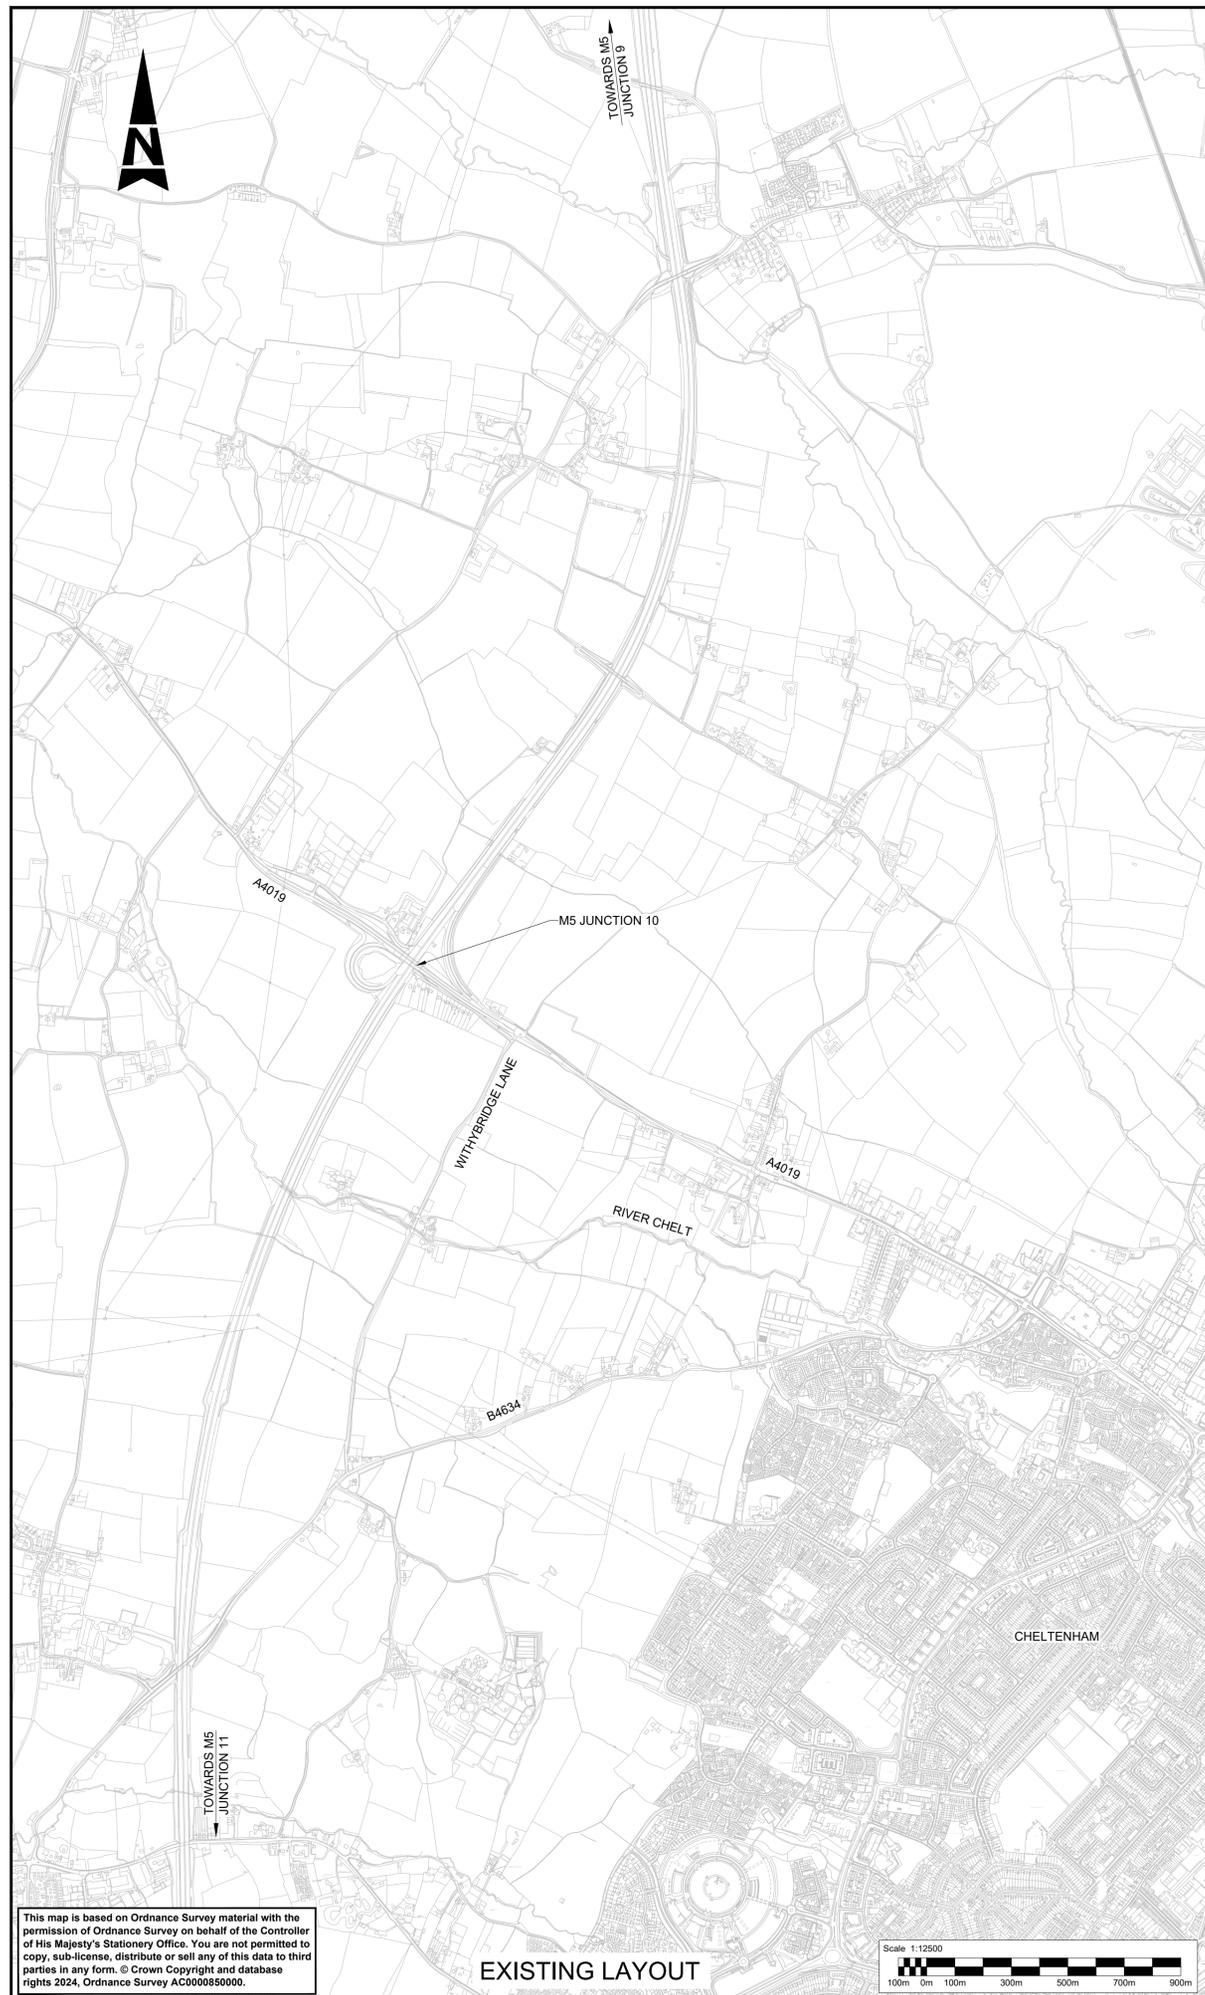 TOWARDS M5
JUNCTION 9
N
A4019
M5 JUNCTION 10
WITHYBRIDGE LANE
A4019
RIVER CHELT
B4634
CHELTENHAM
TOWARDS M5
JUNCTION 11
This map is based on Ordnance Survey material with the
permission of Ordnance Survey on behalf of the Controller
of His Majesty's Stationery Office. You are not permitted to
copy, sub-license, distribute or sell any of this data to third
parties in any form. © Crown Copyright and database
rights 2024, Ordnance Survey AC0000850000.
EXISTING LAYOUT
Scale 1:12500
100m 0m 100m 300m 500m 700m 900m